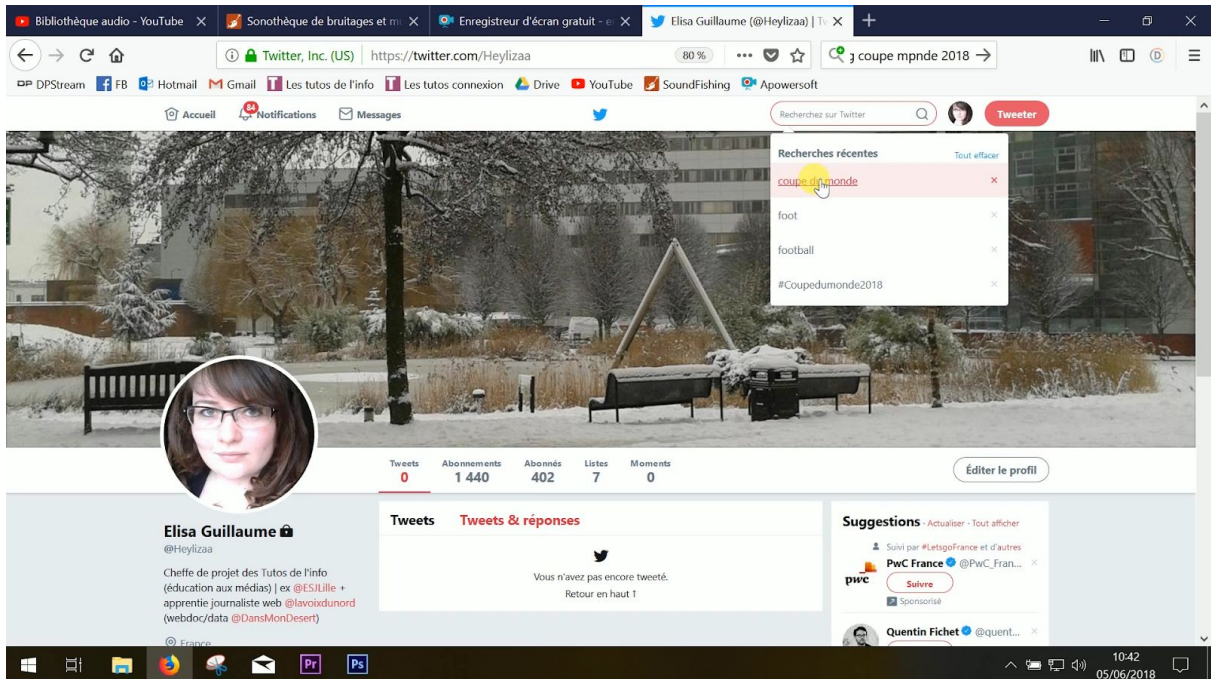 Bibliothèque audio - YouTube
Sonothèque de bruitages et mu
Enregistreur d'écran gratuit - e
Elisa Guillaume (@Heylizaa) | Tw
Twitter, Inc. (US) https://twitter.com/Heylizaa 80 % g coupe mpnde 2018
DP DPStream FB Hotmail Gmail Les tutos de l'info Les tutos connexion Drive YouTube SoundFishing Apowersoft
Accueil 84 Notifications Messages Recherchez sur Twitter Tweeter
Recherches récentes Tout effacer
coupe du monde
foot
football
#Coupedumonde2018
Tweets Abonnements Abonnés Listes Moments
0 1 440 402 7 0
Éditer le profil
Elisa Guillaume
@Heylizaa
Cheffe de projet des Tutos de l'info
(éducation aux médias) | ex @ESJLille +
apprentie journaliste web @lavoixdunord
(webdoc/data @DansMonDesert)
France
Tweets Tweets & réponses
Vous n'avez pas encore tweeté.
Retour en haut ↑
Suggestions · Actualiser · Tout afficher
Suivi par #LetsgoFrance et d'autres
pwc
PwC France @PwC_Fran...
Suivre
Sponsorisé
Quentin Fichet @quent...
Pr Ps
10:42
05/06/2018